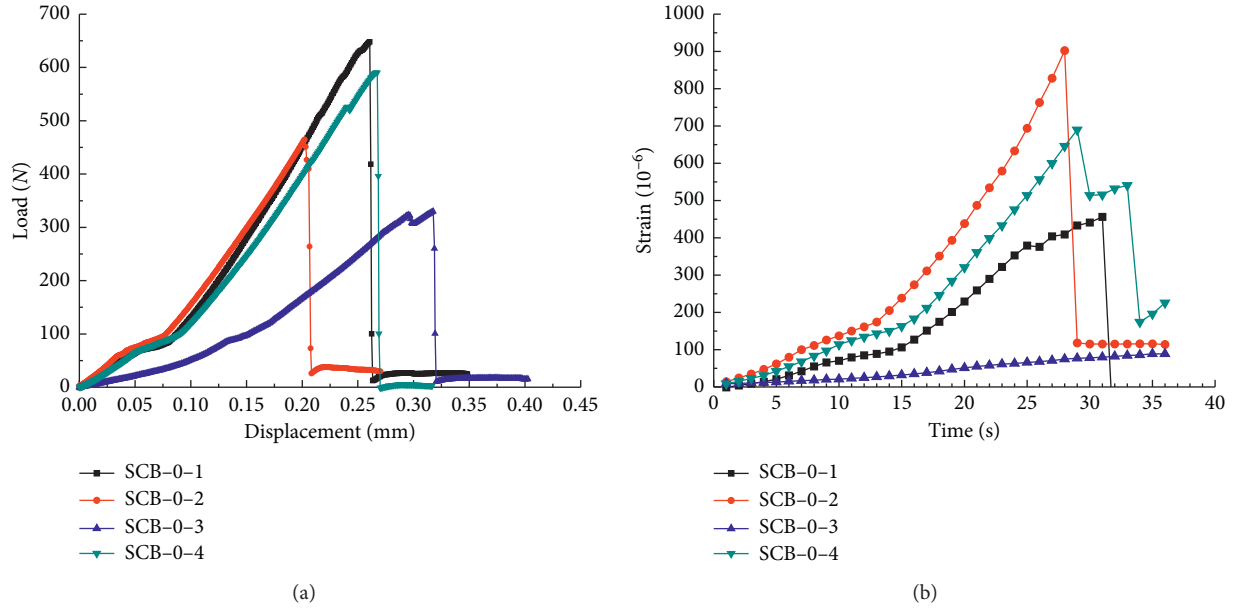 700
600
500
400
300
200
100
0
Load (N)
0.00 0.05 0.10 0.15 0.20 0.25 0.30 0.35 0.40 0.45
Displacement (mm)
SCB–0–1
SCB–0–2
SCB–0–3
SCB–0–4
(a)
1000
900
800
700
600
500
400
300
200
100
0
Strain (10⁻⁶)
0 5 10 15 20 25 30 35 40
Time (s)
SCB–0–1
SCB–0–2
SCB–0–3
SCB–0–4
(b)